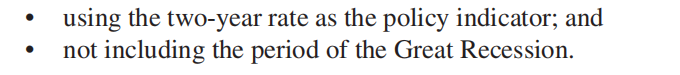 • using the two-year rate as the policy indicator; and
• not including the period of the Great Recession.